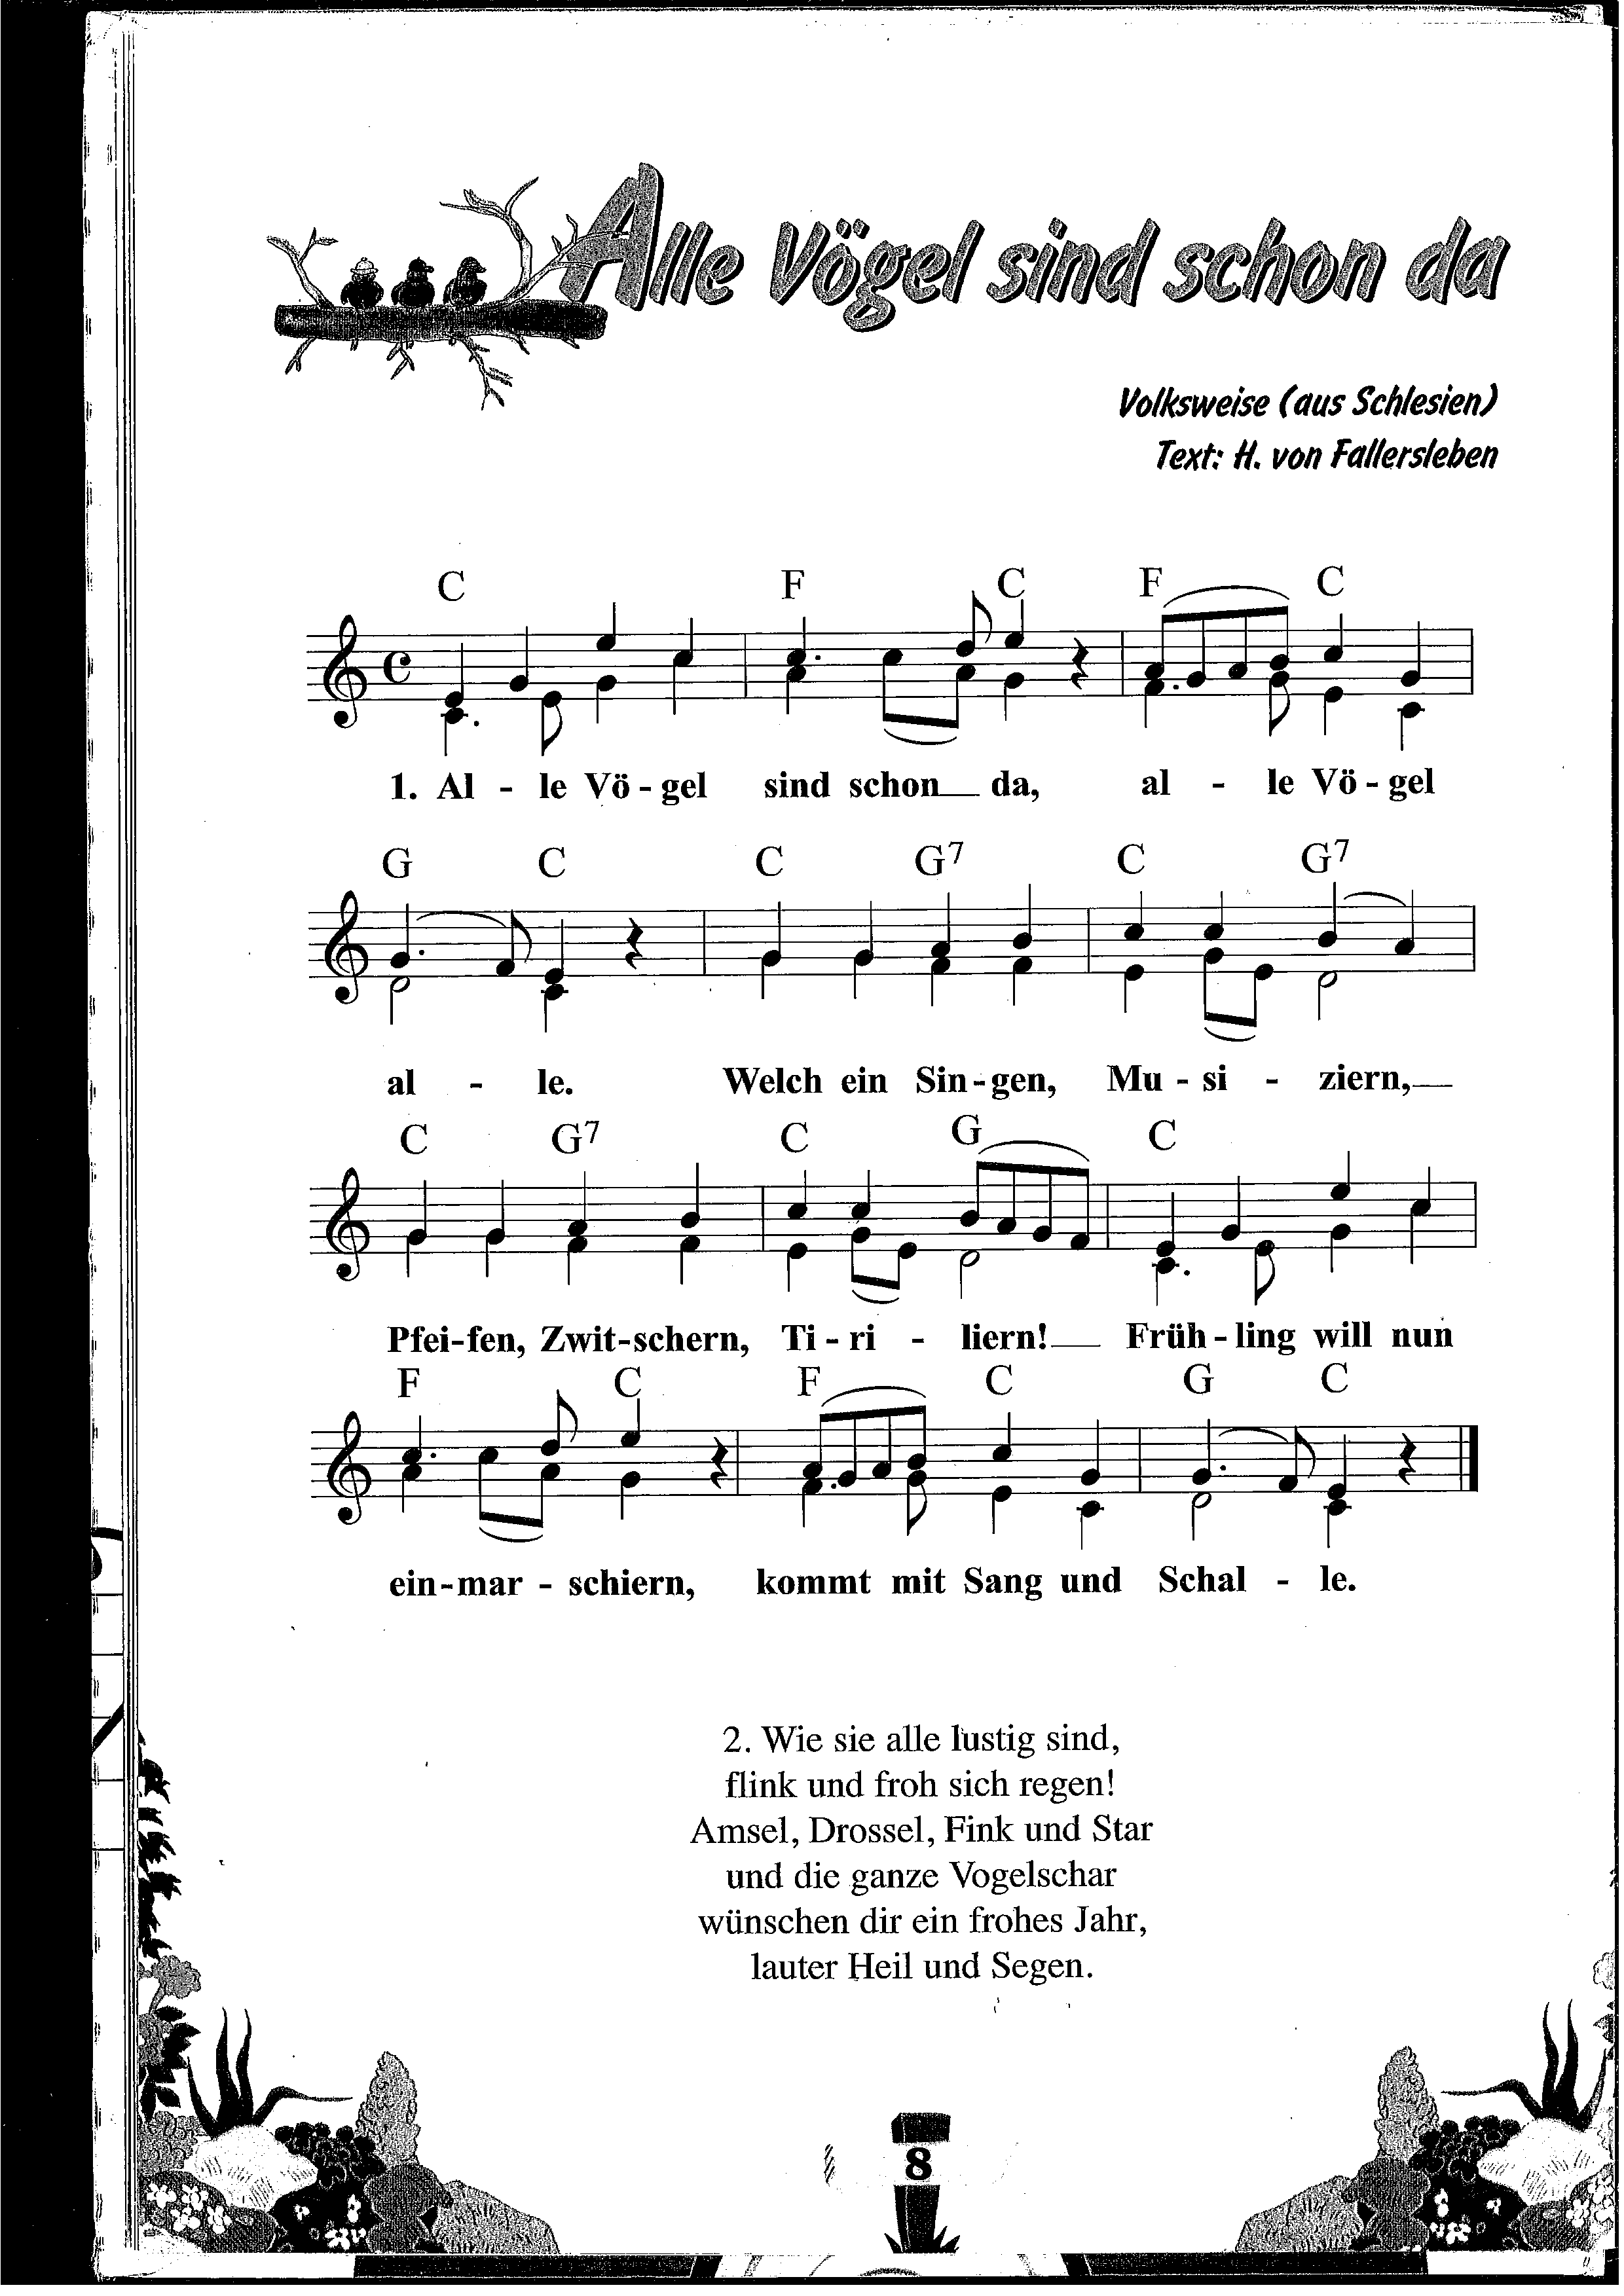 Alle Vögel sind schon da
Volksweise (aus Schlesien)
Text: H. von Fallersleben
C F C F C
1. Al - le Vö - gel sind schon da, al - le Vö - gel
G C C G7 C G7
al - le. Welch ein Sin - gen, Mu - si - ziern,
C G7 C G C
Pfei - fen, Zwit - schern, Ti - ri - liern! Früh - ling will nun
F C F C G C
ein - mar - schiern, kommt mit Sang und Schal - le.
2. Wie sie alle lustig sind,
flink und froh sich regen!
Amsel, Drossel, Fink und Star
und die ganze Vogelschar
wünschen dir ein frohes Jahr,
lauter Heil und Segen.
8